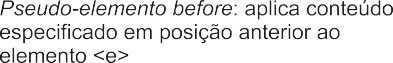 Pseudo-elemento before: aplica conteúdo
especificado em posição anterior ao
elemento <e>